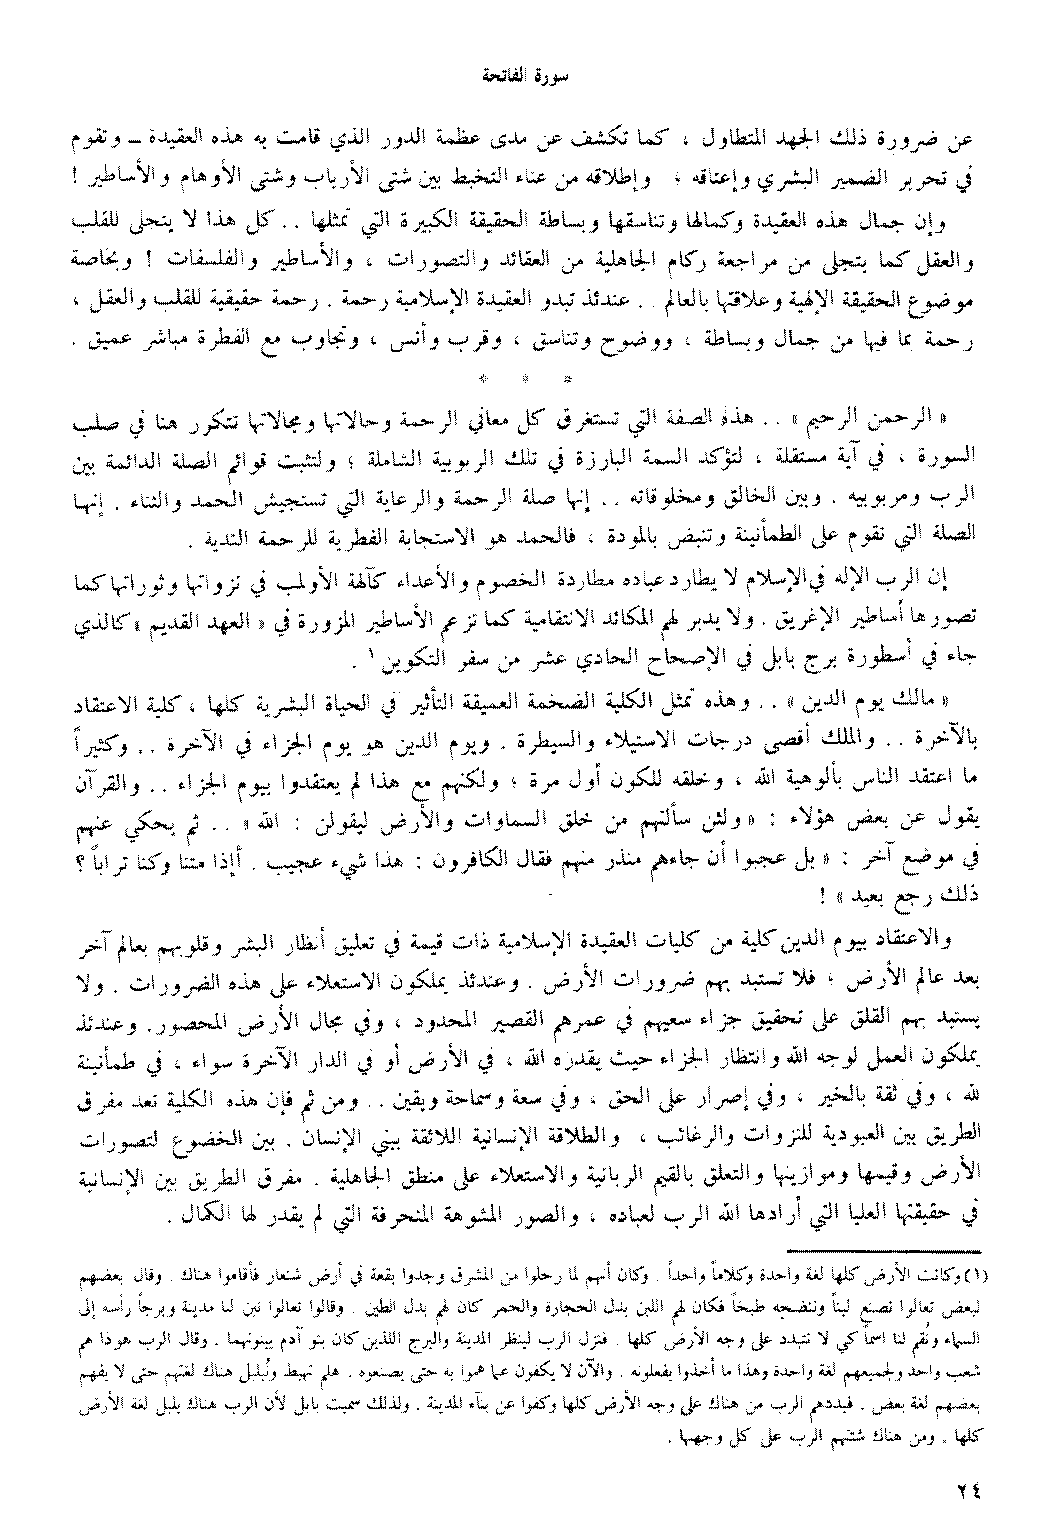 سورة الفاتحة
عن ضرورة ذلك الجهد المتطاول ، كما تكشف عن مدى عظمة الدور الذي قامت به هذه العقيدة ــ وتقوم
في تحرير الضمير البشري وإعتاقه ؛ وإطلاقه من عناء التخبط بين شتى الأرباب وشتى الأوهام والأساطير !
وإن جمال هذه العقيدة وكمالها وتناسقها وبساطة الحقيقة الكبيرة التي تمثلها .. كل هذا لا يتجلى للقلب
والعقل كما يتجلى من مراجعة ركام الجاهلية من العقائد والتصورات ، والأساطير والفلسفات ! وبخاصة
موضوع الحقيقة الإلهية وعلاقتها بالعالم .. عندئذ تبدو العقيدة الإسلامية رحمة . رحمة حقيقية للقلب والعقل ،
رحمة بما فيها من جمال وبساطة ، ووضوح وتناسق ، وقرب وأنس ، وتجاوب مع الفطرة مباشر عميق .
* * *
« الرحمن الرحيم » .. هذه الصفة التي تستغرق كل معاني الرحمة وحالاتها ومجالاتها تتكرر هنا في صلب
السورة ، في آية مستقلة ، لتؤكد السمة البارزة في تلك الربوبية الشاملة ؛ ولتثبت قوائم الصلة الدائمة بين
الرب ومربوبيه . وبين الخالق ومخلوقاته .. إنها صلة الرحمة والرعاية التي تستجيش الحمد والثناء . إنها
الصلة التي تقوم على الطمأنينة وتنبض بالمودة ، فالحمد هو الاستجابة الفطرية للرحمة الندية .
إن الرب الإله في الإسلام لا يطارد عباده مطاردة الخصوم والأعداء كآلهة الأولمب في نزواتها وثوراتها كما
تصورها أساطير الإغريق . ولا يدبر لهم المكائد الانتقامية كما تزعم الأساطير المزورة في « العهد القديم » كالذي
جاء في أسطورة برج بابل في الإصحاح الحادي عشر من سفر التكوين ١ .
« مالك يوم الدين » .. وهذه تمثل الكلية الضخمة العميقة التأثير في الحياة البشرية كلها ، كلية الاعتقاد
بالآخرة .. والملك أقصى درجات الاستيلاء والسيطرة . ويوم الدين هو يوم الجزاء في الآخرة .. وكثيراً
ما اعتقد الناس بألوهية الله ، وخلقه للكون أول مرة ؛ ولكنهم مع هذا لم يعتقدوا بيوم الجزاء .. والقرآن
يقول عن بعض هؤلاء : « ولئن سألتهم من خلق السماوات والأرض ليقولن : الله » .. ثم يحكي عنهم
في موضع آخر : « بل عجبوا أن جاءهم منذر منهم فقال الكافرون : هذا شيء عجيب . أإذا متنا وكنا تراباً ؟
ذلك رجع بعيد » !
والاعتقاد بيوم الدين كلية من كليات العقيدة الإسلامية ذات قيمة في تعليق أنظار البشر وقلوبهم بعالم آخر
بعد عالم الأرض ؛ فلا تستبد بهم ضرورات الأرض . وعندئذ يملكون الاستعلاء على هذه الضرورات . ولا
يستبد بهم القلق على تحقيق جزاء سعيهم في عمرهم القصير المحدود ، وفي مجال الأرض المحصور. وعندئذ
يملكون العمل لوجه الله وانتظار الجزاء حيث يقدره الله ، في الأرض أو في الدار الآخرة سواء ، في طمأنينة
لله ، وفي ثقة بالخير ، وفي إصرار على الحق ، وفي سعة وسماحة ويقين .. ومن ثم فإن هذه الكلية تعد مفرق
الطريق بين العبودية للنزوات والرغائب ، والطلاقة الإنسانية اللائقة ببني الإنسان . بين الخضوع لتصورات
الأرض وقيمها وموازينها والتعلق بالقيم الربانية والاستعلاء على منطق الجاهلية . مفرق الطريق بين الإنسانية
في حقيقتها العليا التي أرادها الله الرب لعباده ، والصور المشوهة المنحرفة التي لم يقدر لها الكمال .
(١) وكانت الأرض كلها لغة واحدة وكلاماً واحداً . وكان أنهم لما رحلوا من المشرق وجدوا بقعة في أرض شنعار فأقاموا هناك . وقال بعضهم
لبعض تعالوا نصنع لبناً وننضجه طبخاً فكان لهم اللبن بدل الحجارة والحمر كان لهم بدل الطين . وقالوا تعالوا نبن لنا مدينة وبرجاً رأسه إلى
السماء ونُقم لنا اسماً كي لا نتبدد على وجه الأرض كلها . فنزل الرب لينظر المدينة والبرج اللذين كان بنو آدم يبنونهما . وقال الرب هوذا هم
شعب واحد ولجميعهم لغة واحدة وهذا ما أخذوا يفعلونه . والآن لا يكفون عما هموا به حتى يصنعوه . هلم نهبط ونُبلبل هناك لغتهم حتى لا يفهم
بعضهم لغة بعض . فبددهم الرب من هناك على وجه الأرض كلها وكفوا عن بناء المدينة . ولذلك سميت بابل لأن الرب هناك بلبل لغة الأرض
كلها . ومن هناك شتتهم الرب على كل وجهها .
٢٤